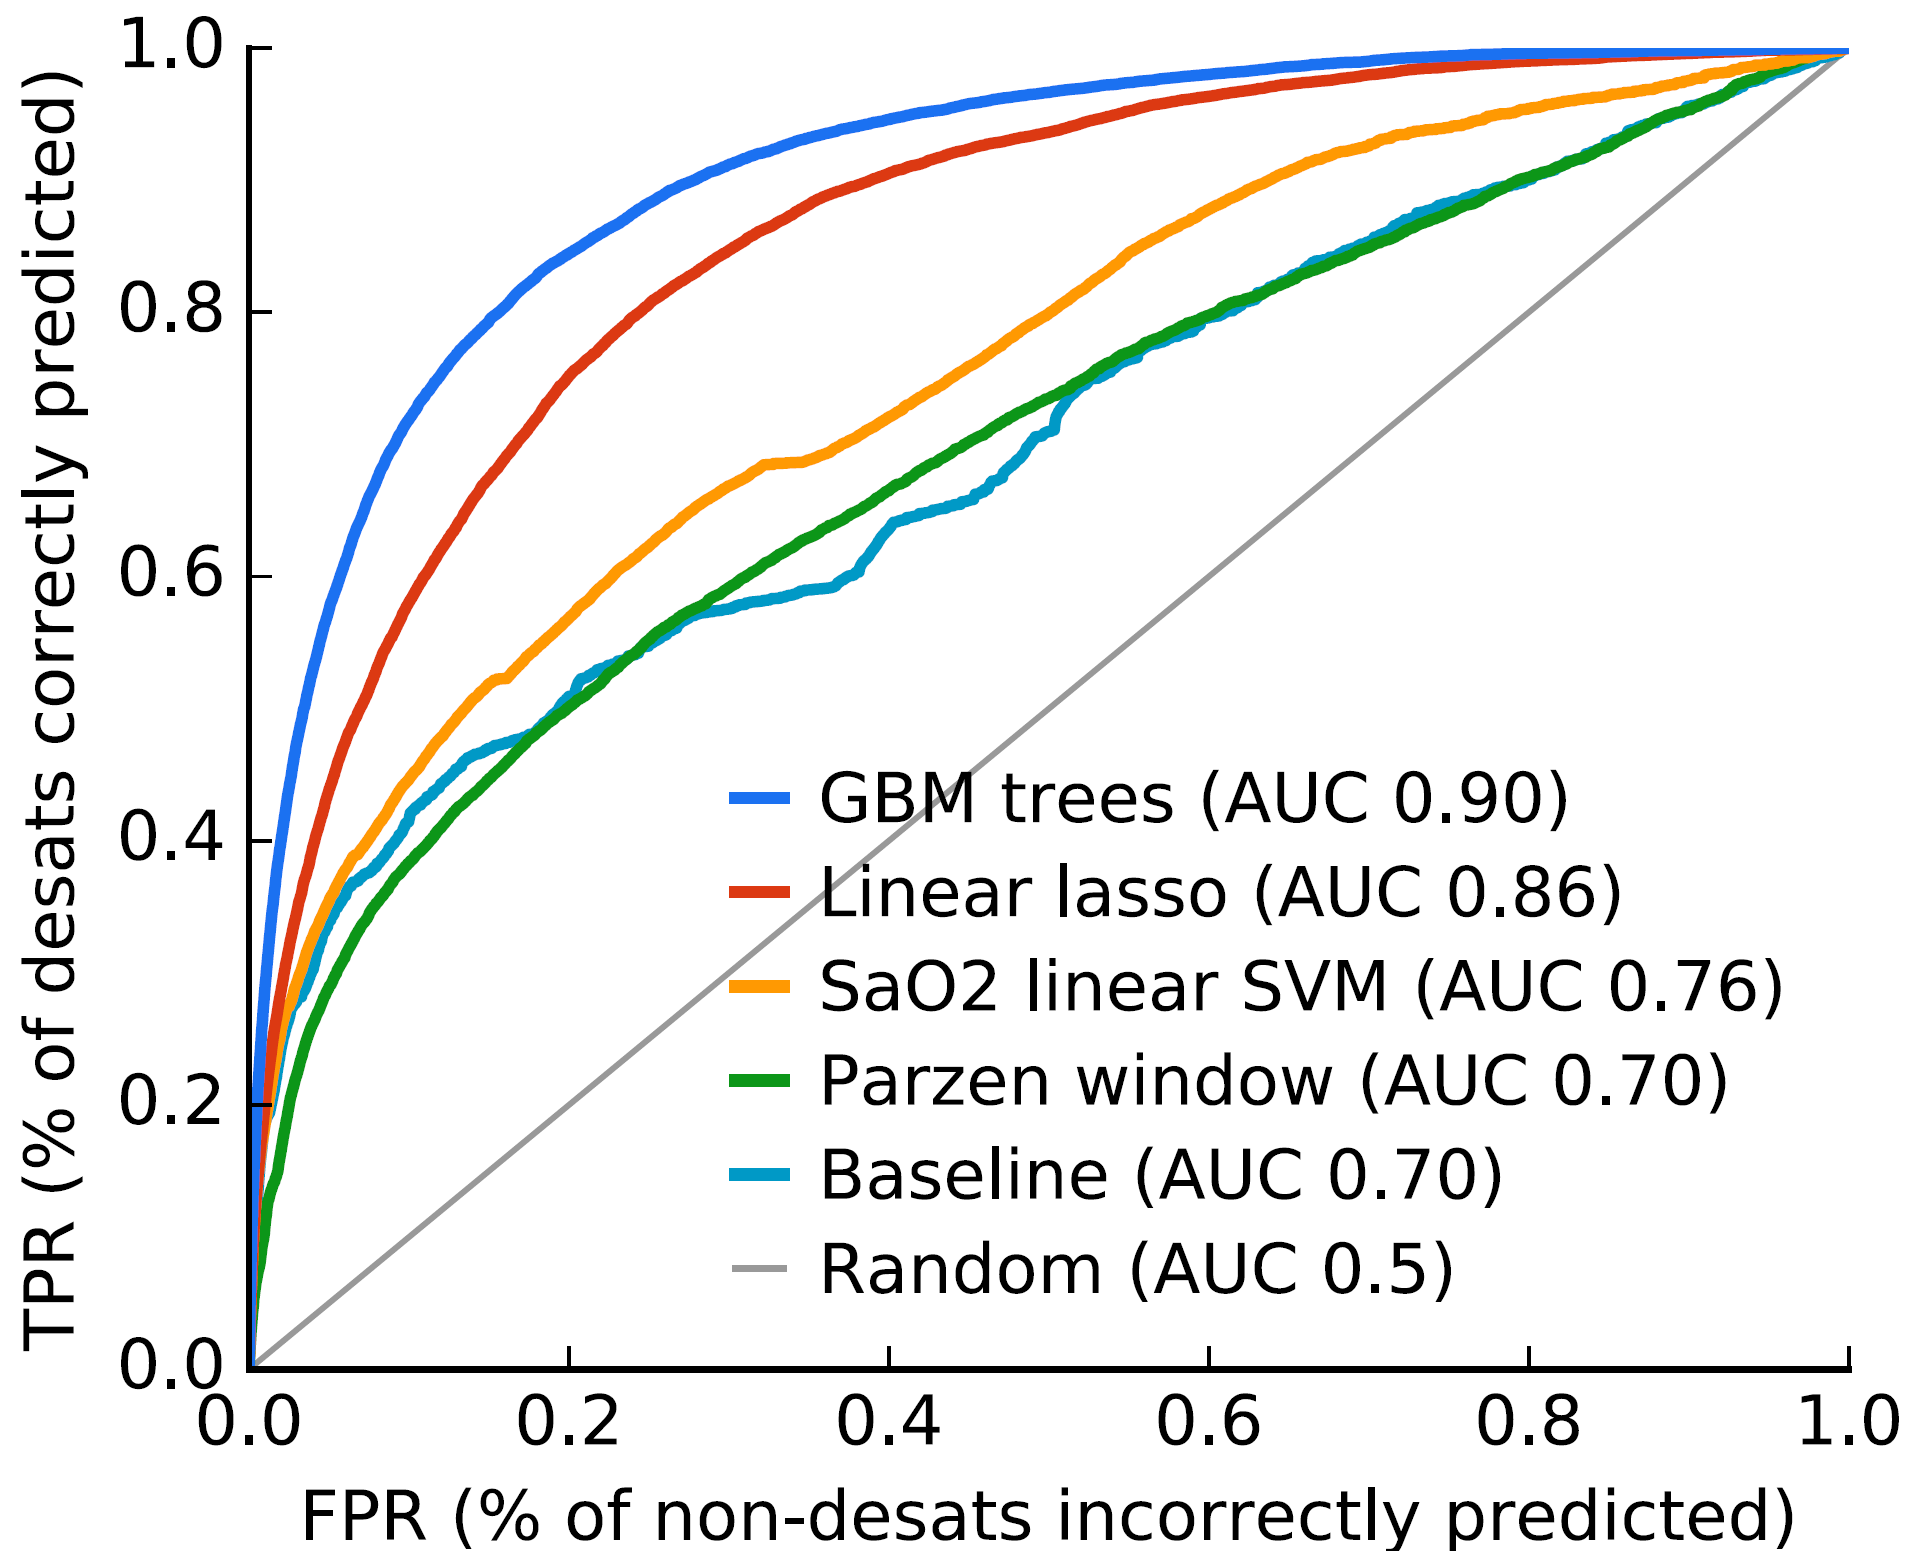 TPR (% of desats correctly predicted)
1.0
0.8
0.6
0.4
0.2
0.0
GBM trees (AUC 0.90)
Linear lasso (AUC 0.86)
SaO2 linear SVM (AUC 0.76)
Parzen window (AUC 0.70)
Baseline (AUC 0.70)
Random (AUC 0.5)
0.0 0.2 0.4 0.6 0.8 1.0
FPR (% of non-desats incorrectly predicted)